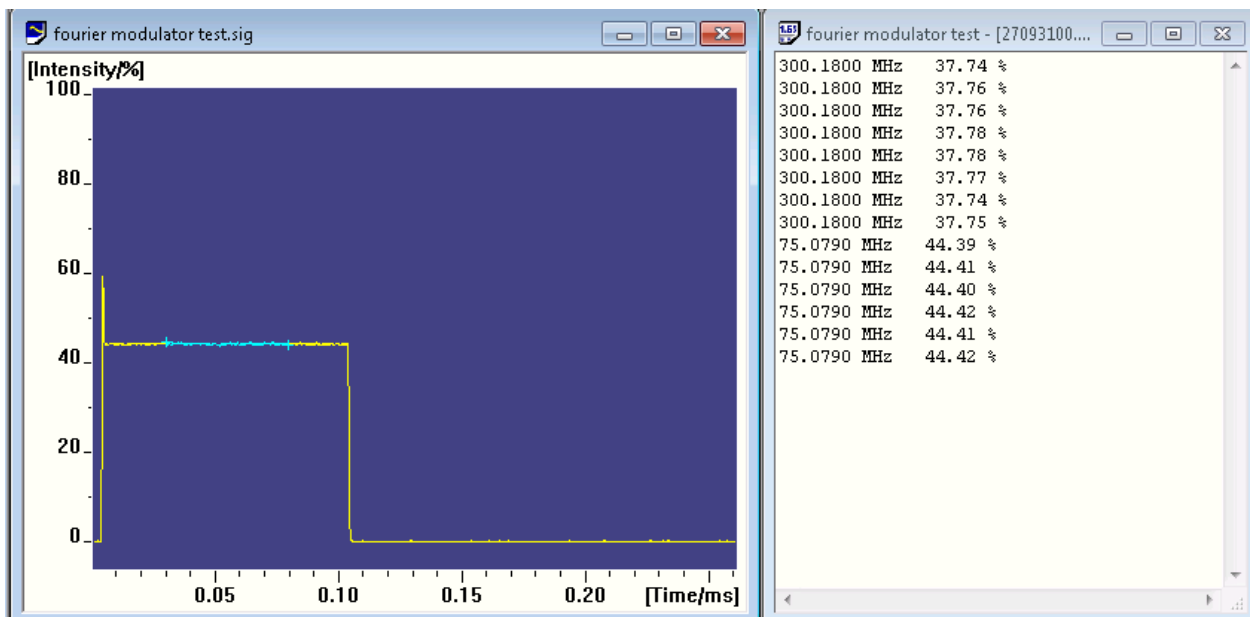 fourier modulator test.sig
[Intensity/%]
100
80
60
40
20
0
0.05 0.10 0.15 0.20 [Time/ms]
1.61
fourier modulator test - [27093100....
300.1800 MHz 37.74 %
300.1800 MHz 37.76 %
300.1800 MHz 37.76 %
300.1800 MHz 37.78 %
300.1800 MHz 37.78 %
300.1800 MHz 37.77 %
300.1800 MHz 37.74 %
300.1800 MHz 37.75 %
75.0790 MHz 44.39 %
75.0790 MHz 44.41 %
75.0790 MHz 44.40 %
75.0790 MHz 44.42 %
75.0790 MHz 44.41 %
75.0790 MHz 44.42 %